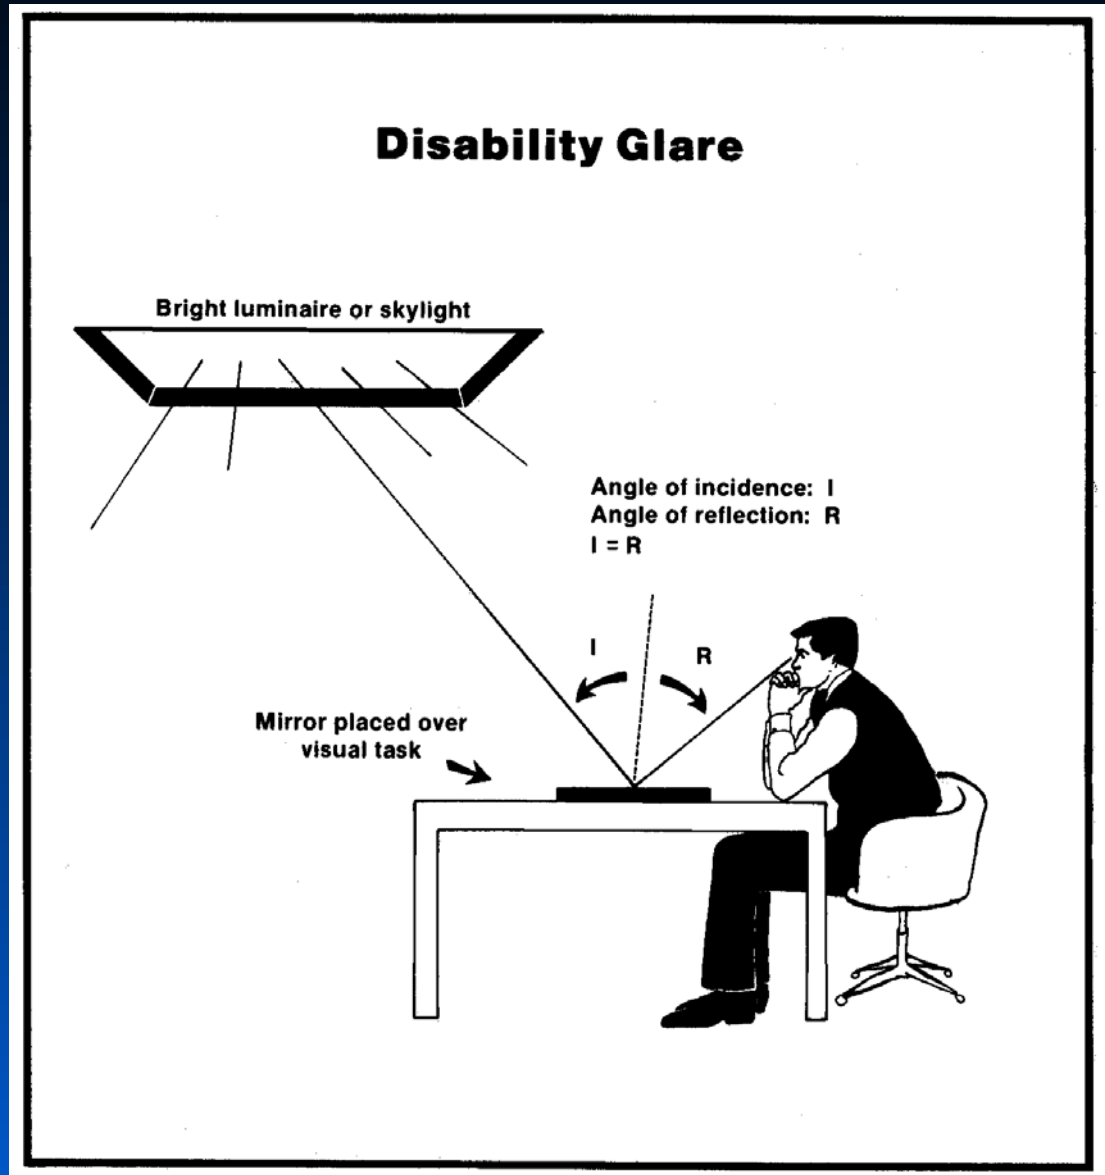 Disability Glare
Bright luminaire or skylight
Angle of incidence: I
Angle of reflection: R
I = R
I
R
Mirror placed over
visual task